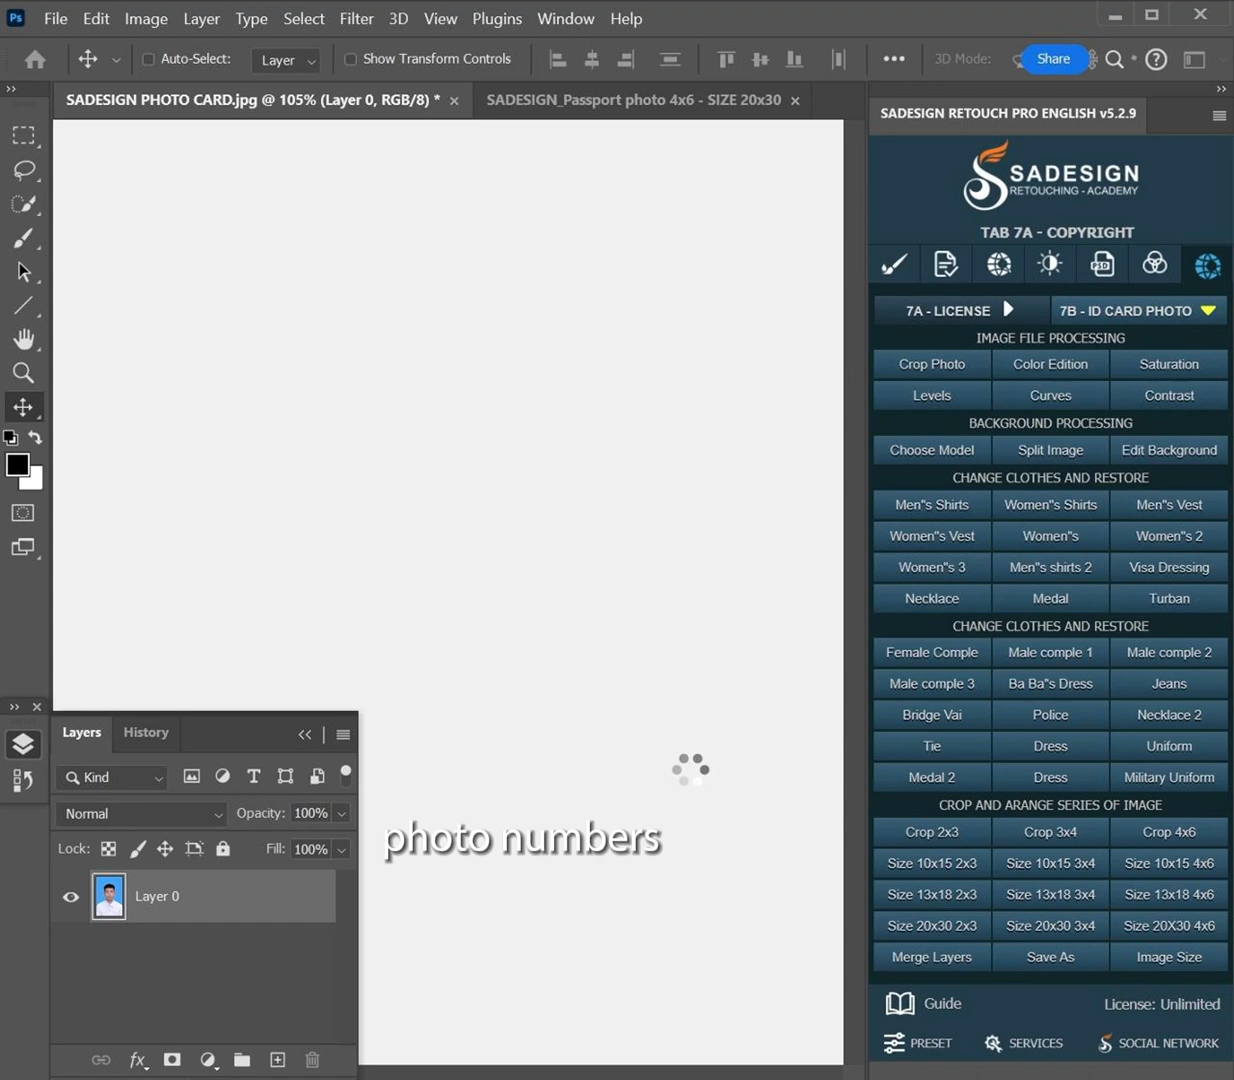 Ps File Edit Image Layer Type Select Filter 3D View Plugins Window Help
Auto-Select: Layer Show Transform Controls ••• 3D Mode: Share
SADESIGN PHOTO CARD.jpg @ 105% (Layer 0, RGB/8) * × SADESIGN_Passport photo 4x6 - SIZE 20x30 ×
SADESIGN RETOUCH PRO ENGLISH v5.2.9
SADESIGN
RETOUCHING - ACADEMY
TAB 7A - COPYRIGHT
PSD
7A - LICENSE 7B - ID CARD PHOTO
IMAGE FILE PROCESSING
Crop Photo Color Edition Saturation
Levels Curves Contrast
BACKGROUND PROCESSING
Choose Model Split Image Edit Background
CHANGE CLOTHES AND RESTORE
Men"s Shirts Women"s Shirts Men"s Vest
Women"s Vest Women"s Women"s 2
Women"s 3 Men"s shirts 2 Visa Dressing
Necklace Medal Turban
CHANGE CLOTHES AND RESTORE
Female Comple Male comple 1 Male comple 2
Male comple 3 Ba Ba"s Dress Jeans
Bridge Vai Police Necklace 2
Tie Dress Uniform
Medal 2 Dress Military Uniform
CROP AND ARANGE SERIES OF IMAGE
Crop 2x3 Crop 3x4 Crop 4x6
Size 10x15 2x3 Size 10x15 3x4 Size 10x15 4x6
Size 13x18 2x3 Size 13x18 3x4 Size 13x18 4x6
Size 20x30 2x3 Size 20x30 3x4 Size 20X30 4x6
Merge Layers Save As Image Size
Guide License: Unlimited
PRESET SERVICES SOCIAL NETWORK
Layers History
Kind
Normal Opacity: 100%
Lock: Fill: 100%
Layer 0
fx
photo numbers